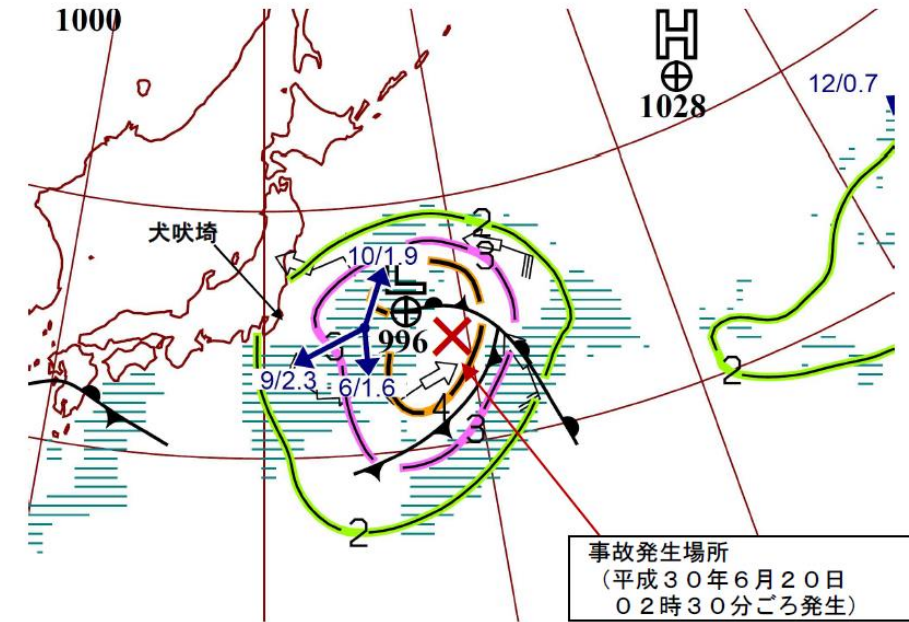 1000
H
1028
12/0.7
犬吠埼
2
10/1.9
3
L
996
3
9/2.3
6/1.6
4
3
2
2
事故発生場所
（平成３０年６月２０日
０２時３０分ごろ発生）